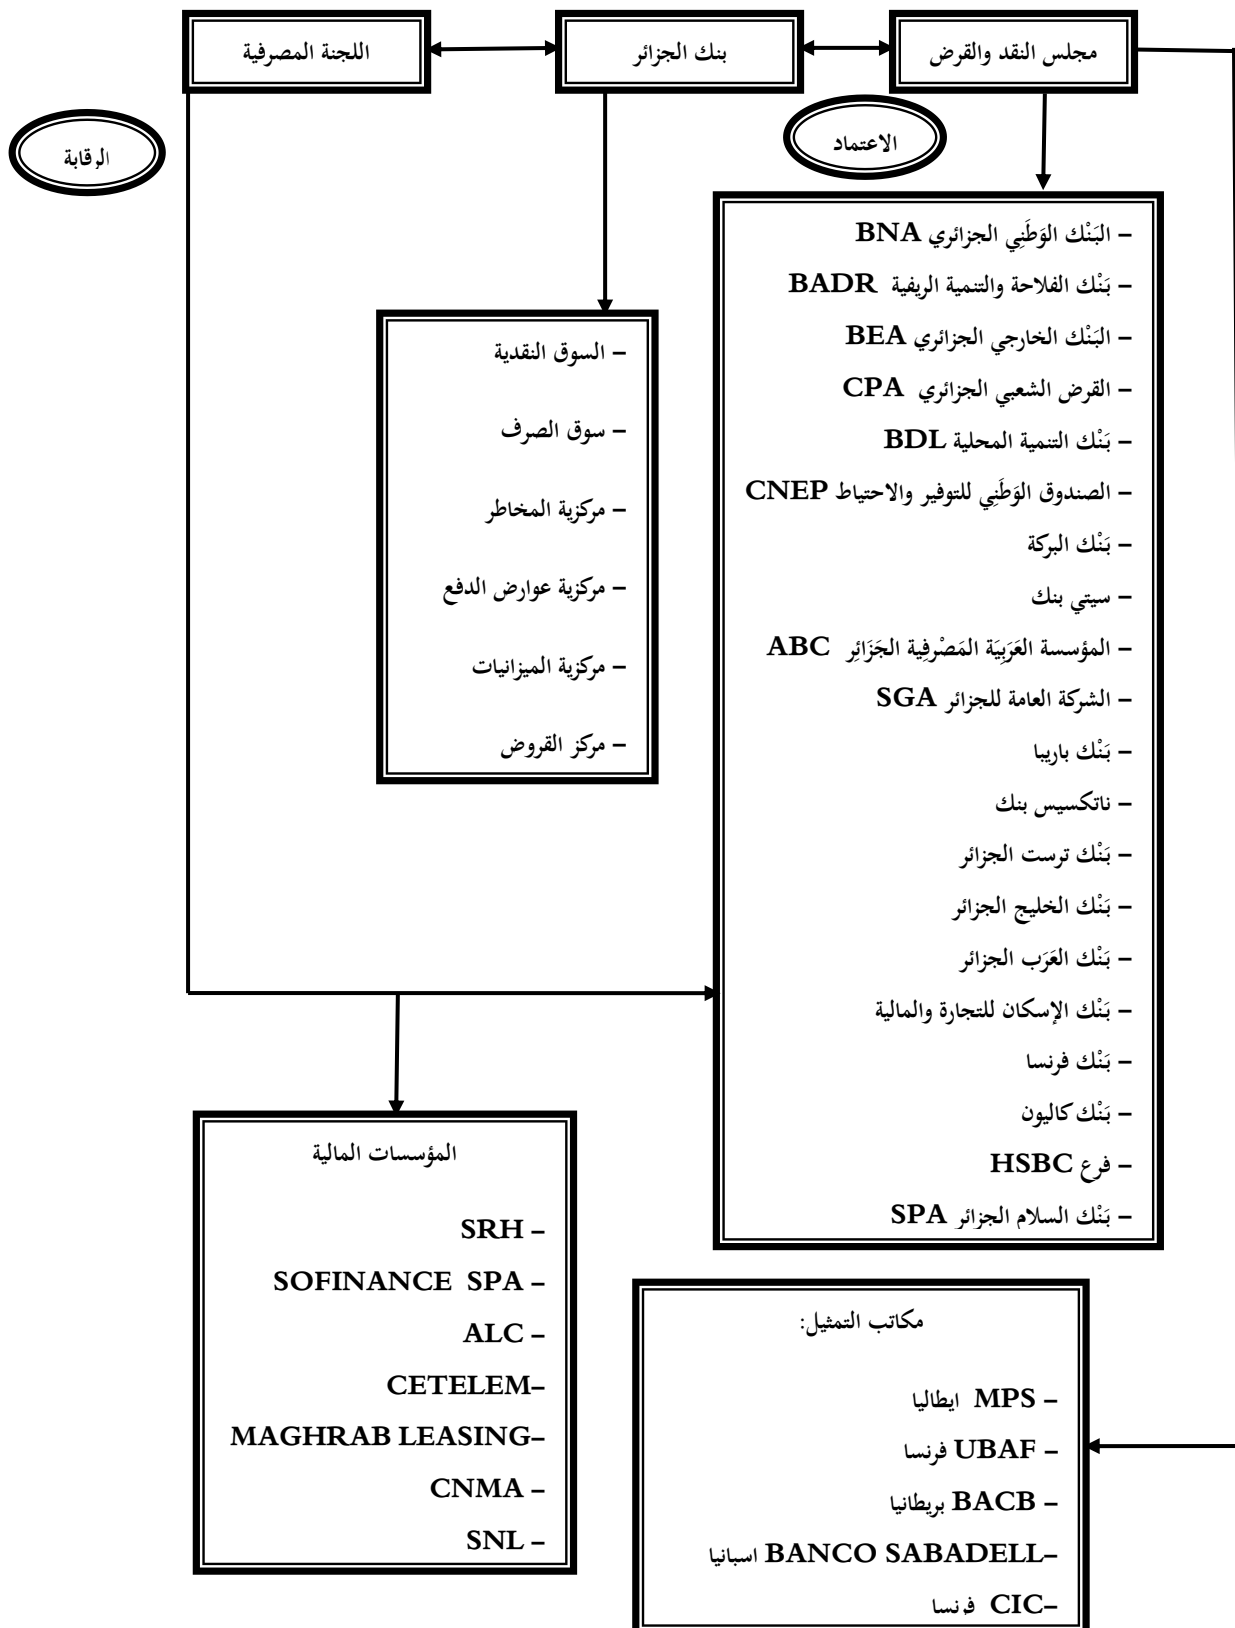 مجلس النقد والقرض
بنك الجزائر
اللجنة المصرفية
الاعتماد
الرقابة
– البَنْك الوَطَنِي الجزائري BNA
– بَنْك الفلاحة والتنمية الريفية BADR
– البَنْك الخارجي الجزائري BEA
– القرض الشعبي الجزائري CPA
– بَنْك التنمية المحلية BDL
– الصندوق الوَطَنِي للتوفير والاحتياط CNEP
– بَنْك البركة
– سيتي بنك
– المؤسسة العَرَبِيَة المَصْرفِية الجَزَائِر ABC
– الشركة العامة للجزائر SGA
– بَنْك باريبا
– ناتكسيس بنك
– بَنْك ترست الجزائر
– بَنْك الخليج الجزائر
– بَنْك العَرَب الجزائر
– بَنْك الإسكان للتجارة والمالية
– بَنْك فرنسا
– بَنْك كاليون
– فرع HSBC
– بَنْك السلام الجزائر SPA
– السوق النقدية
– سوق الصرف
– مركزية المخاطر
– مركزية عوارض الدفع
– مركزية الميزانيات
– مركز القروض
المؤسسات المالية
– SRH
– SOFINANCE SPA
– ALC
–CETELEM
–MAGHRAB LEASING
– CNMA
– SNL
مكاتب التمثيل:
– MPS ايطاليا
– UBAF فرنسا
– BACB بريطانيا
–BANCO SABADELL اسبانيا
–CIC فرنسا